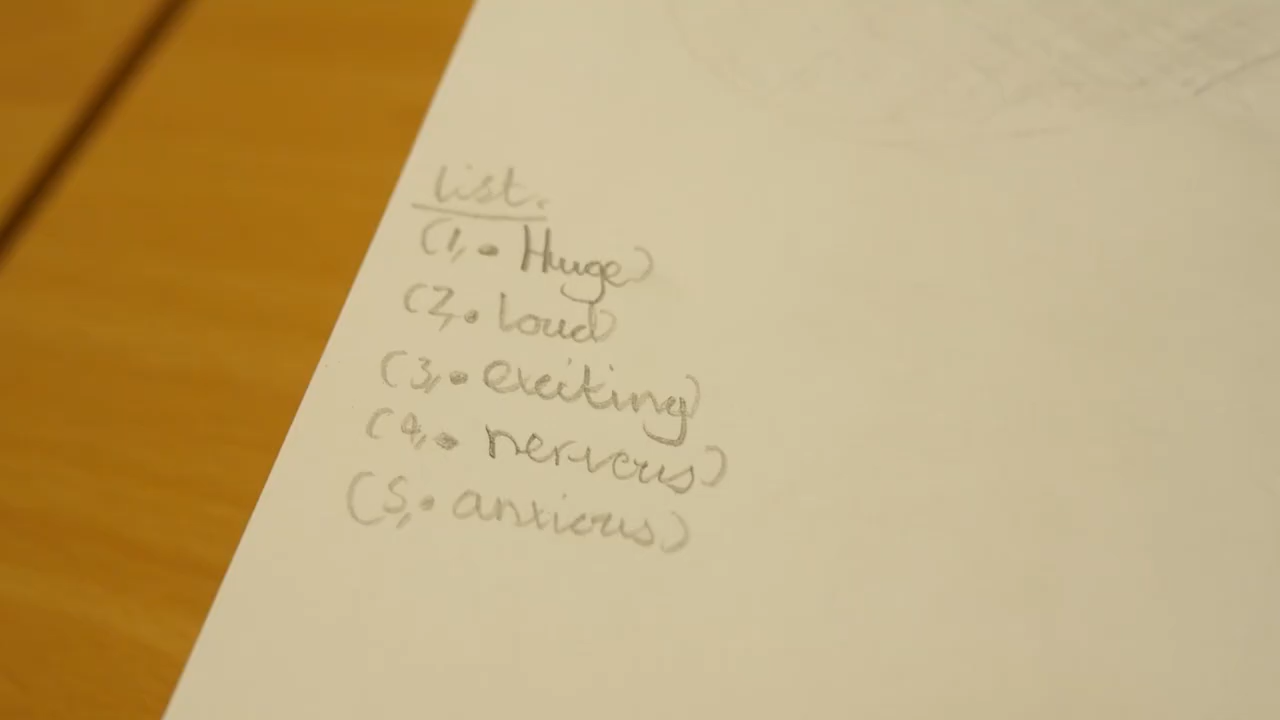 list.
(1,• Huge)
(2,• loud)
(3,• exciting)
(4,• nervous)
(5,• anxious)